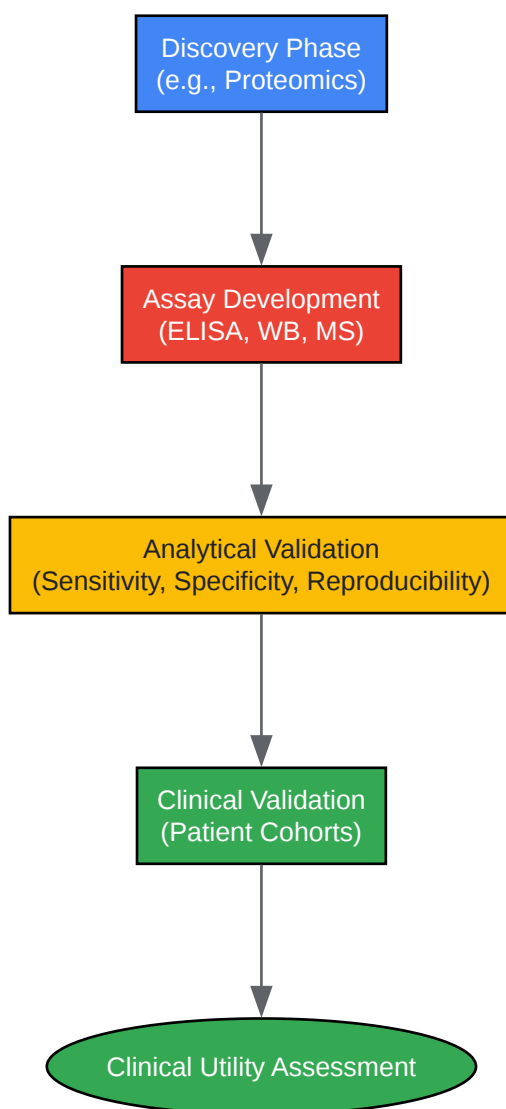 Discovery Phase
(e.g., Proteomics)
Assay Development
(ELISA, WB, MS)
Analytical Validation
(Sensitivity, Specificity, Reproducibility)
Clinical Validation
(Patient Cohorts)
Clinical Utility Assessment